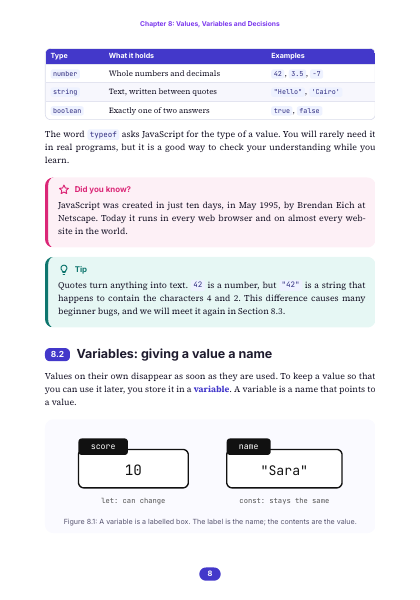 Chapter 8: Values, Variables and Decisions
Type What it holds Examples
number Whole numbers and decimals 42 , 3.5 , -7
string Text, written between quotes "Hello" , 'Cairo'
boolean Exactly one of two answers true , false
The word typeof asks JavaScript for the type of a value. You will rarely need it
in real programs, but it is a good way to check your understanding while you
learn.
Did you know?
JavaScript was created in just ten days, in May 1995, by Brendan Eich at
Netscape. Today it runs in every web browser and on almost every web-
site in the world.
Tip
Quotes turn anything into text. 42 is a number, but "42" is a string that
happens to contain the characters 4 and 2. This difference causes many
beginner bugs, and we will meet it again in Section 8.3.
8.2 Variables: giving a value a name
Values on their own disappear as soon as they are used. To keep a value so that
you can use it later, you store it in a variable. A variable is a name that points to
a value.
score name
10 "Sara"
let: can change const: stays the same
Figure 8.1: A variable is a labelled box. The label is the name; the contents are the value.
8